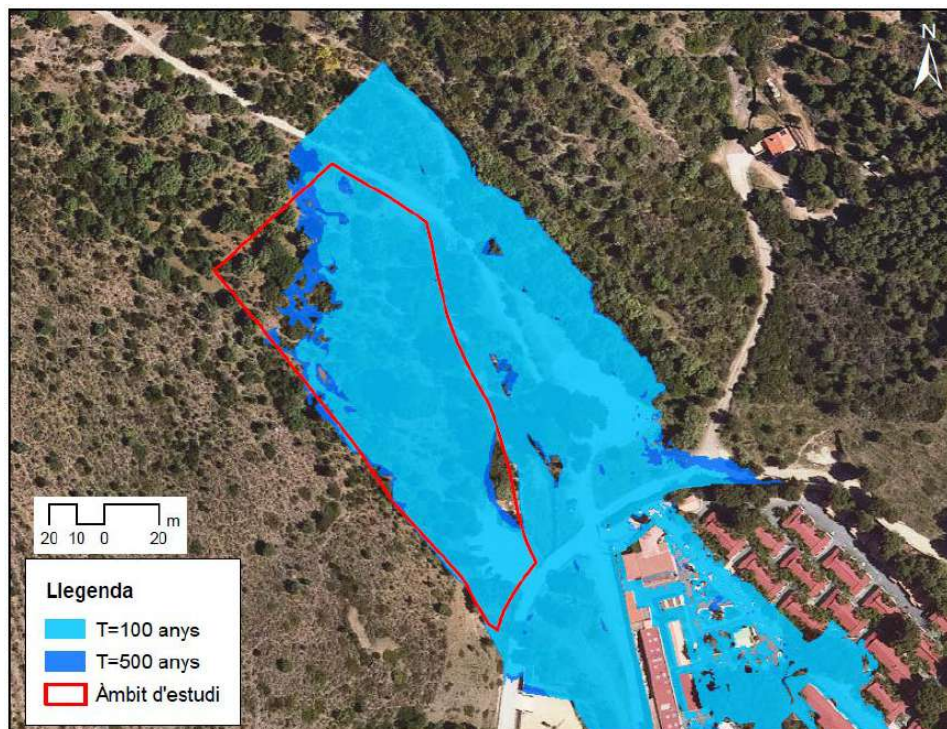 N
20 10 0 20 m
Llegenda
T=100 anys
T=500 anys
Àmbit d'estudi